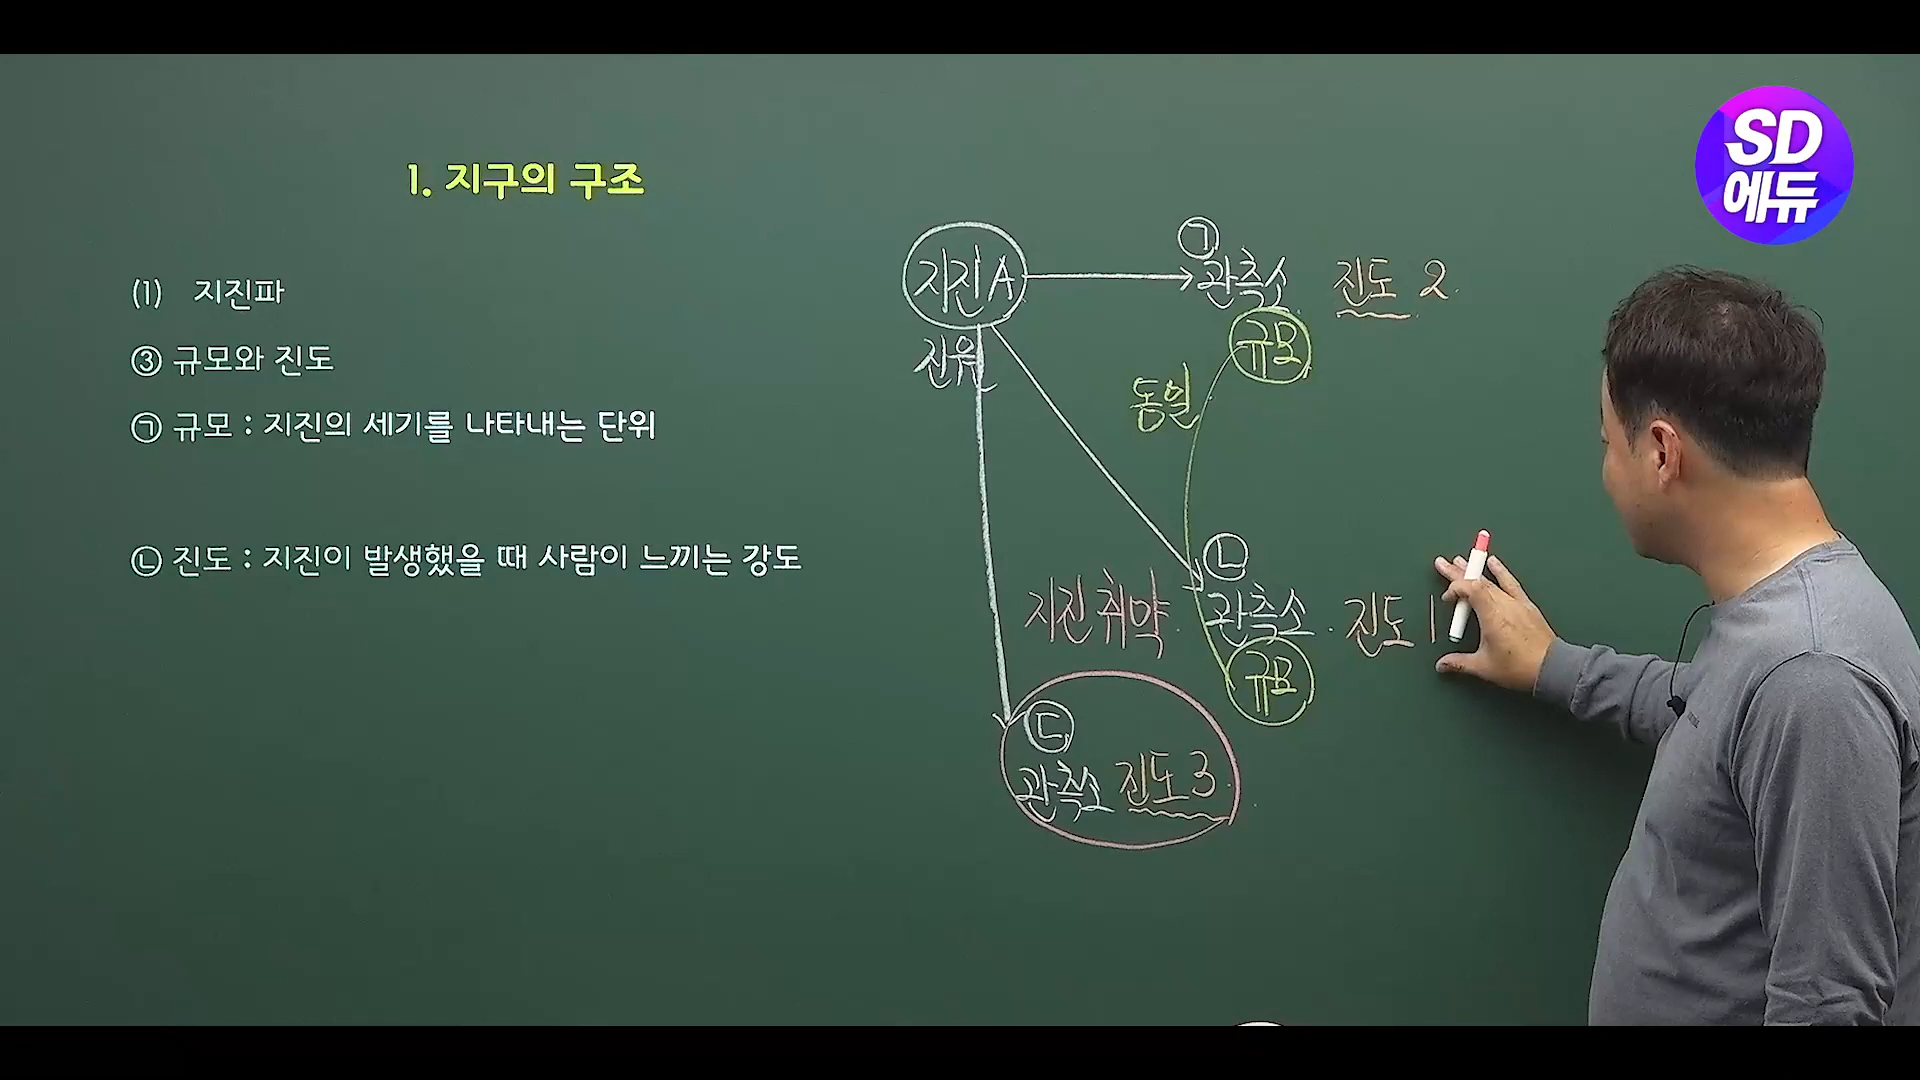 SD
에듀
1. 지구의 구조
(1) 지진파
③ 규모와 진도
㉠ 규모 : 지진의 세기를 나타내는 단위
㉡ 진도 : 지진이 발생했을 때 사람이 느끼는 강도
지진A
진원
㉠
관측소 진도 2
규모
동일
㉡
지진취약 관측소 진도 1
규모
㉢
관측소 진도 3